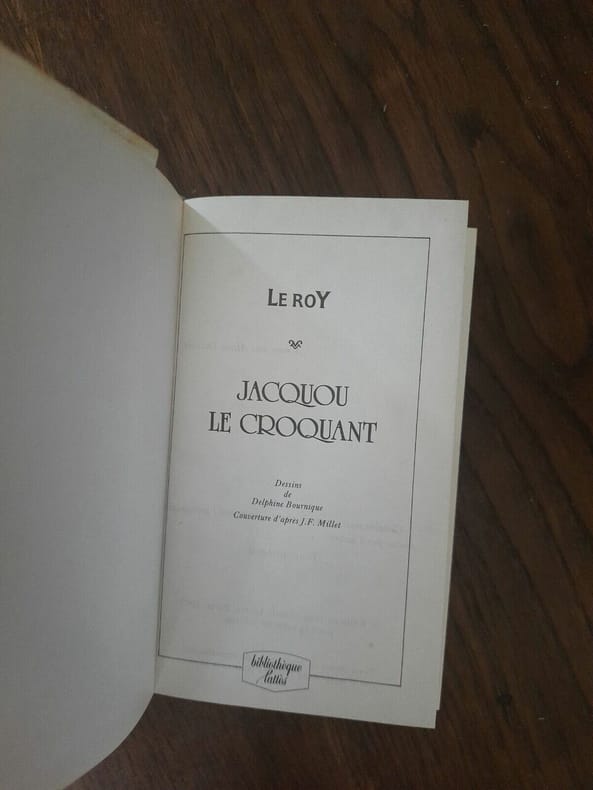 LE ROY
JACQUOU
LE CROQUANT
Dessins
de
Delphine Bournique
Couverture d'après J.F. Millet
bibliothèque
Lattès